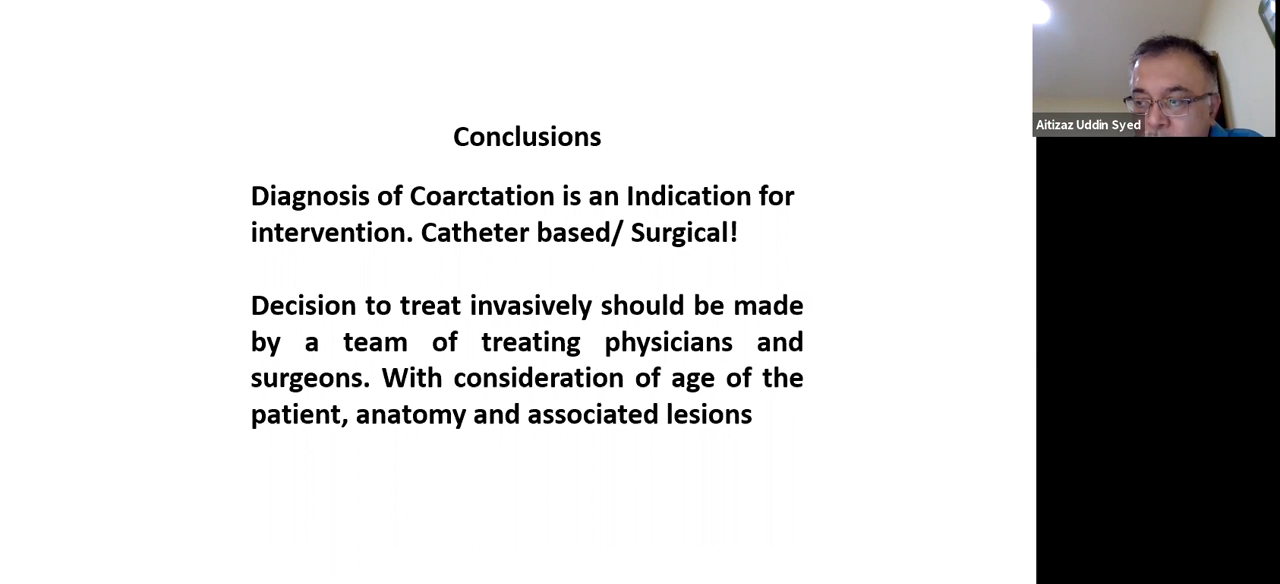 Conclusions
Diagnosis of Coarctation is an Indication for
intervention. Catheter based/ Surgical!
Decision to treat invasively should be made
by a team of treating physicians and
surgeons. With consideration of age of the
patient, anatomy and associated lesions
Aitizaz Uddin Syed